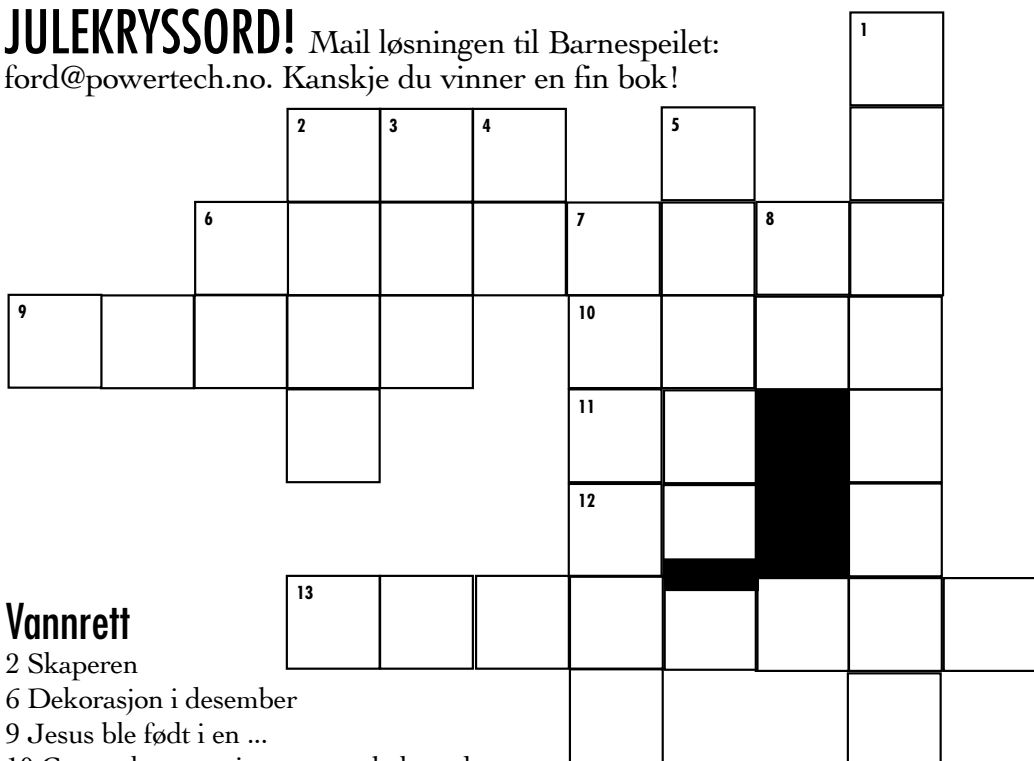 JULEKRYSSORD! Mail løsningen til Barnespeilet:
ford@powertech.no. Kanskje du vinner en fin bok!
1
2 3 4 5
6 7 8
9 10
11
12
13
Vannrett
2 Skaperen
6 Dekorasjon i desember
9 Jesus ble født i en ...